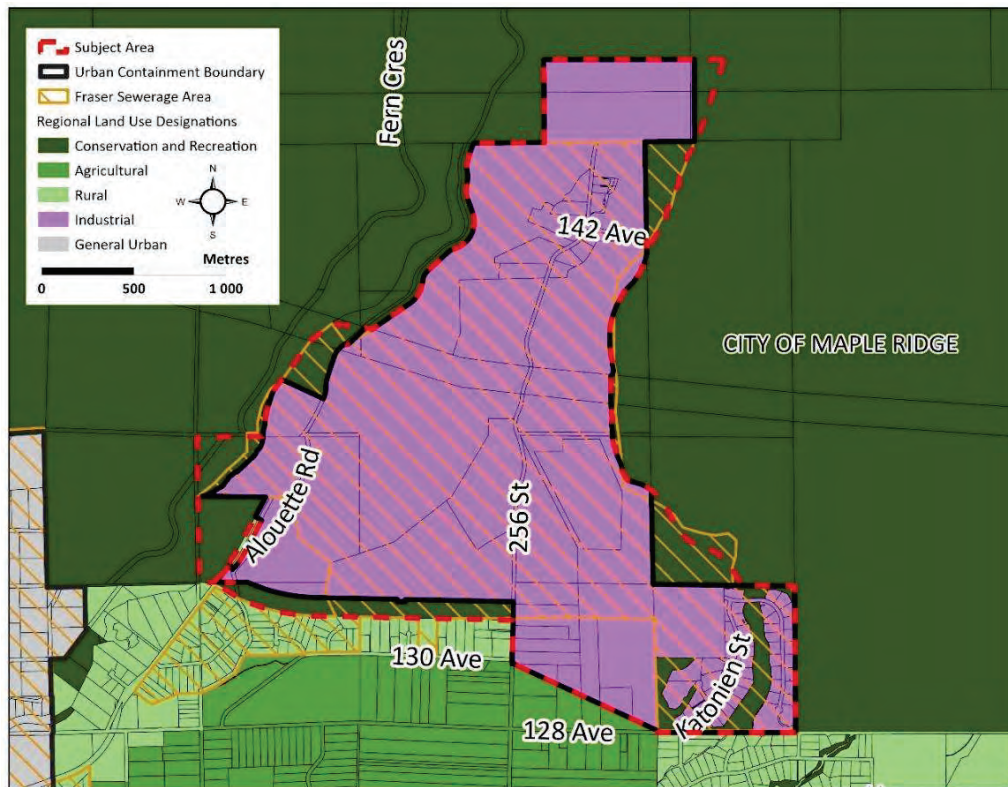 Subject Area
Urban Containment Boundary
Fraser Sewerage Area
Regional Land Use Designations
Conservation and Recreation
Agricultural
Rural
Industrial
General Urban
N
W E
S
Metres
0 500 1 000
Fern Cres
142 Ave
CITY OF MAPLE RIDGE
Alouette Rd
256 St
130 Ave
128 Ave
Katonien St